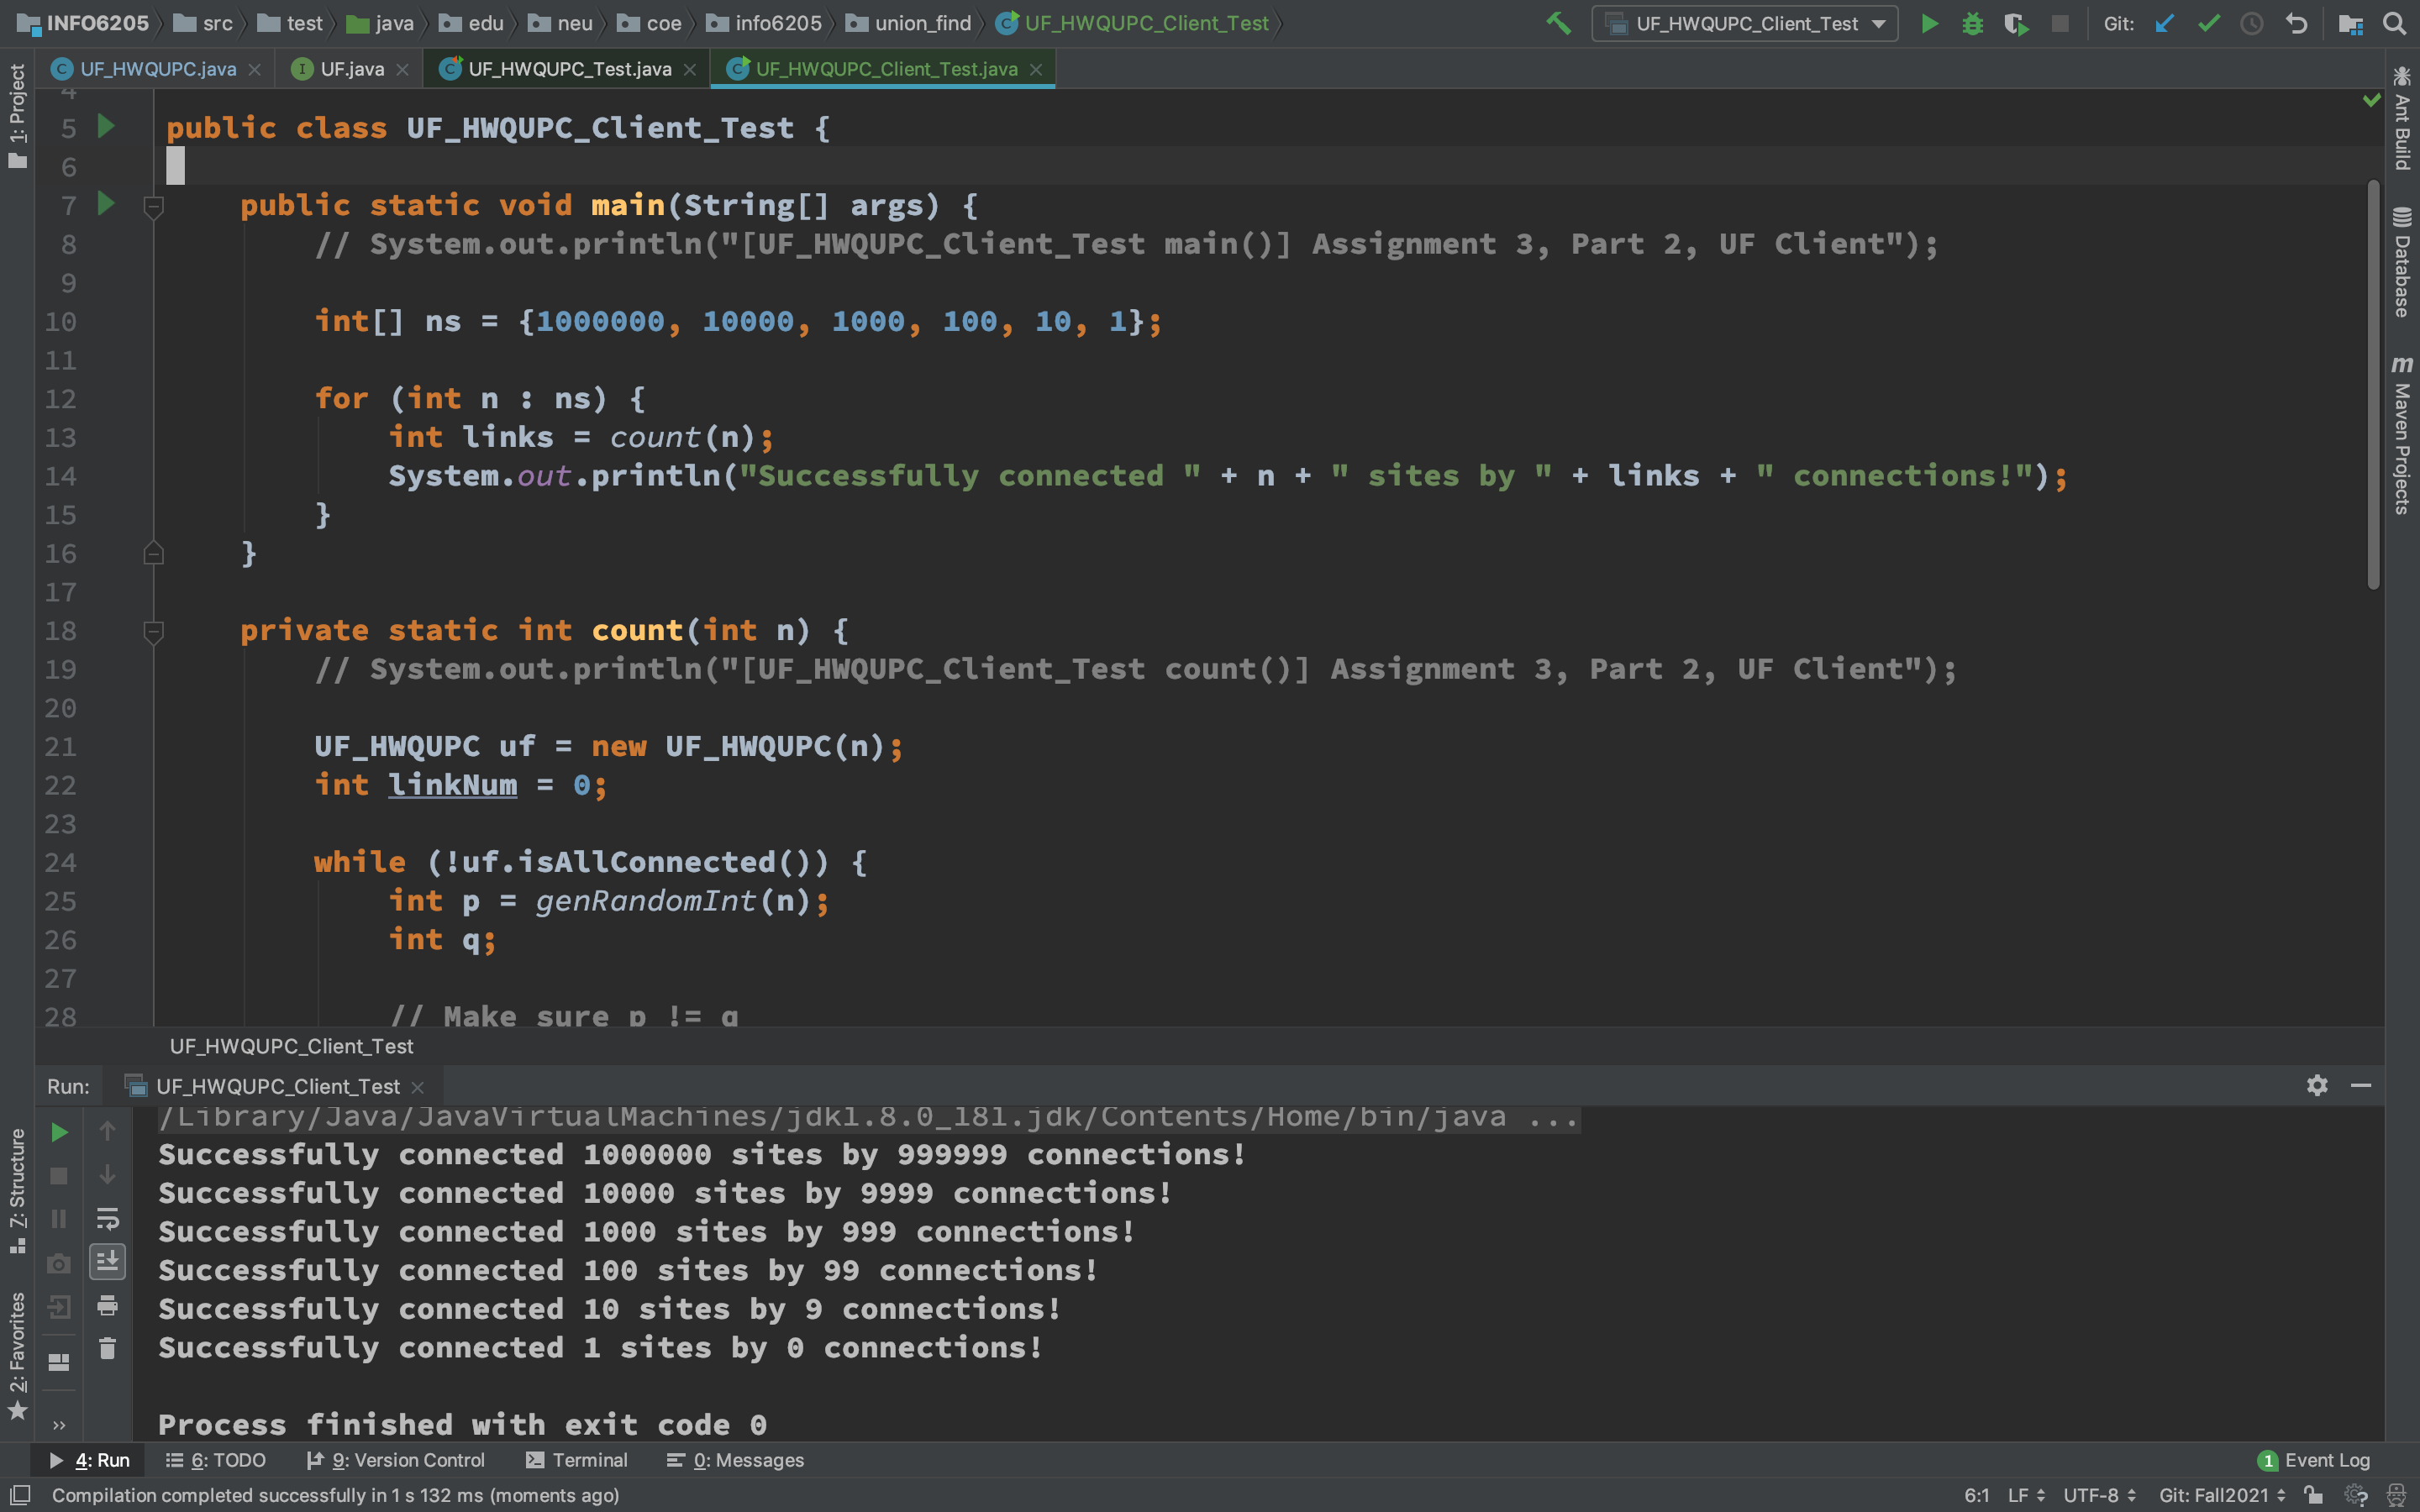 INFO6205 src test java edu neu coe info6205 union_find UF_HWQUPC_Client_Test UF_HWQUPC_Client_Test Git:
UF_HWQUPC.java UF.java UF_HWQUPC_Test.java UF_HWQUPC_Client_Test.java
1: Project
7: Structure
2: Favorites
Ant Build
Database
Maven Projects
4
5 public class UF_HWQUPC_Client_Test {
6
7 public static void main(String[] args) {
8 // System.out.println("[UF_HWQUPC_Client_Test main()] Assignment 3, Part 2, UF Client");
9
10 int[] ns = {1000000, 10000, 1000, 100, 10, 1};
11
12 for (int n : ns) {
13 int links = count(n);
14 System.out.println("Successfully connected " + n + " sites by " + links + " connections!");
15 }
16 }
17
18 private static int count(int n) {
19 // System.out.println("[UF_HWQUPC_Client_Test count()] Assignment 3, Part 2, UF Client");
20
21 UF_HWQUPC uf = new UF_HWQUPC(n);
22 int linkNum = 0;
23
24 while (!uf.isAllConnected()) {
25 int p = genRandomInt(n);
26 int q;
27
28 // Make sure p != q
UF_HWQUPC_Client_Test
Run: UF_HWQUPC_Client_Test
/Library/Java/JavaVirtualMachines/jdk1.8.0_181.jdk/Contents/Home/bin/java ...
Successfully connected 1000000 sites by 999999 connections!
Successfully connected 10000 sites by 9999 connections!
Successfully connected 1000 sites by 999 connections!
Successfully connected 100 sites by 99 connections!
Successfully connected 10 sites by 9 connections!
Successfully connected 1 sites by 0 connections!
Process finished with exit code 0
4: Run 6: TODO 9: Version Control Terminal 0: Messages 1 Event Log
Compilation completed successfully in 1 s 132 ms (moments ago) 6:1 LF UTF-8 Git: Fall2021